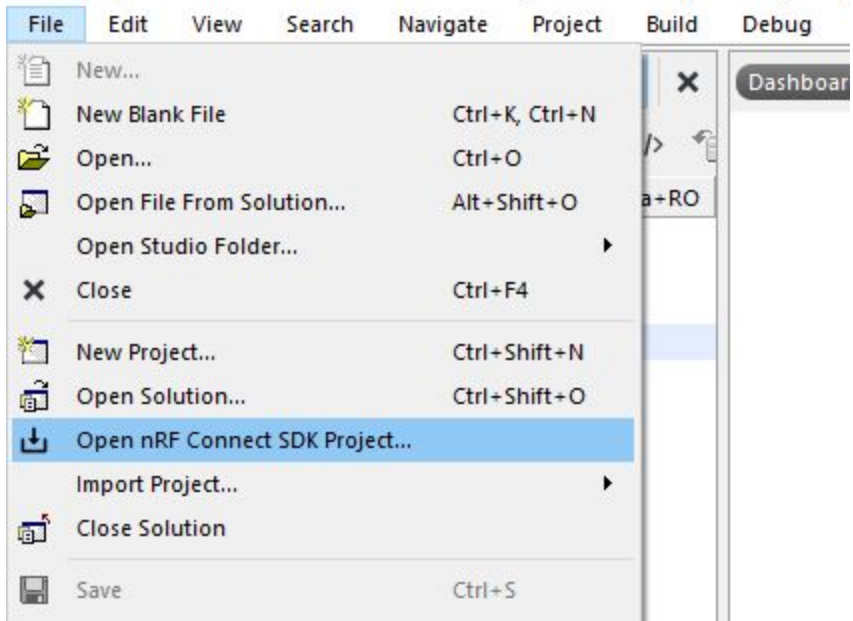 File Edit View Search Navigate Project Build Debug
New...
New Blank File Ctrl+K, Ctrl+N
Open... Ctrl+O
Open File From Solution... Alt+Shift+O
Open Studio Folder...
Close Ctrl+F4
New Project... Ctrl+Shift+N
Open Solution... Ctrl+Shift+O
Open nRF Connect SDK Project...
Import Project...
Close Solution
Save Ctrl+S
Dashboar
a+RO